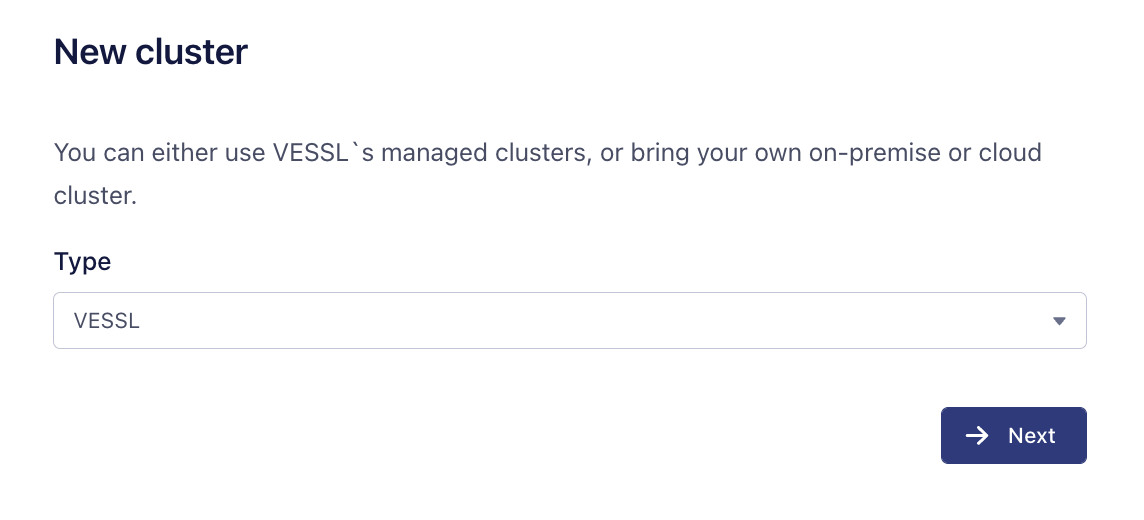 New cluster
You can either use VESSL`s managed clusters, or bring your own on-premise or cloud
cluster.
Type
VESSL
Next